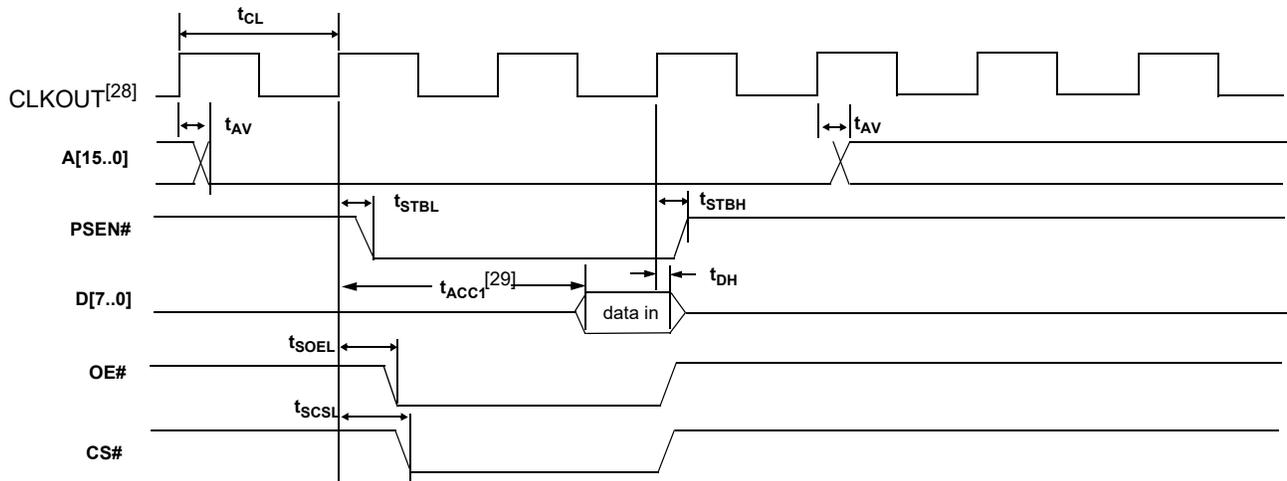 tCL
CLKOUT[28]
tAV
tAV
A[15..0]
tSTBL
tSTBH
PSEN#
tACC1[29]
tDH
D[7..0]
data in
tSOEL
OE#
tSCSL
CS#